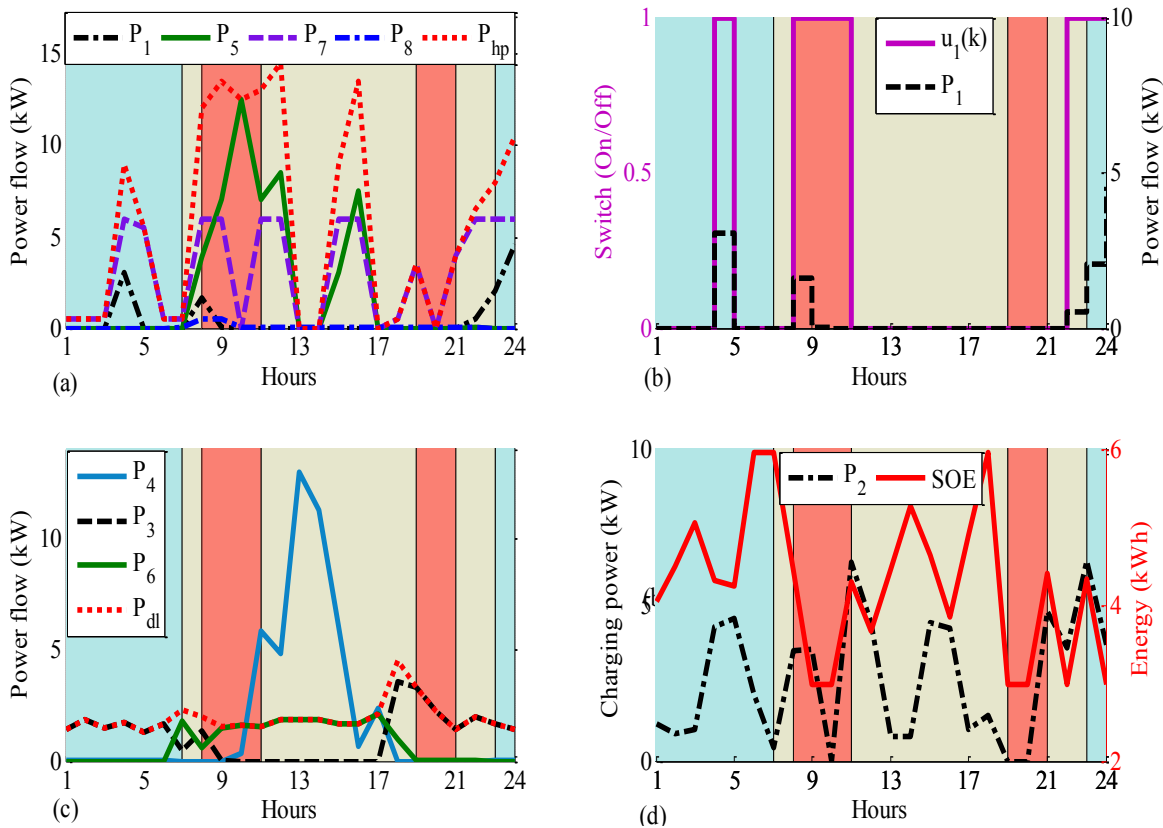 P1 P5 P7 P8 Php
Power flow (kW)
15
10
5
0
1 5 9 13 17 21 24
(a)
Hours
u1(k)
P1
Switch (On/Off)
1
0.5
0
Power flow (kW)
10
5
0
1 5 9 13 17 21 24
(b)
Hours
P4
P3
P6
Pdl
Power flow (kW)
10
5
0
1 5 9 13 17 21 24
(c)
Hours
P2 SOE
Charging power (kW)
10
5
0
Energy (kWh)
6
4
2
1 5 9 13 17 21 24
(d)
Hours